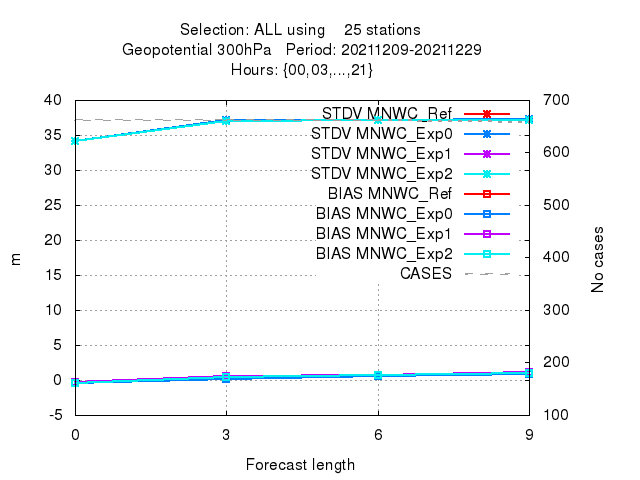 Selection: ALL using 25 stations
Geopotential 300hPa Period: 20211209-20211229
Hours: {00,03,...,21}
40 700
STDV MNWC_Ref
35 STDV MNWC_Exp0
650
STDV MNWC_Exp1
30 STDV MNWC_Exp2 600
BIAS MNWC_Ref
25 BIAS MNWC_Exp0 500
20 BIAS MNWC_Exp1
BIAS MNWC_Exp2 400
15 CASES
m
No cases
10 300
5
200
0
-5 100
0 3 6 9
Forecast length